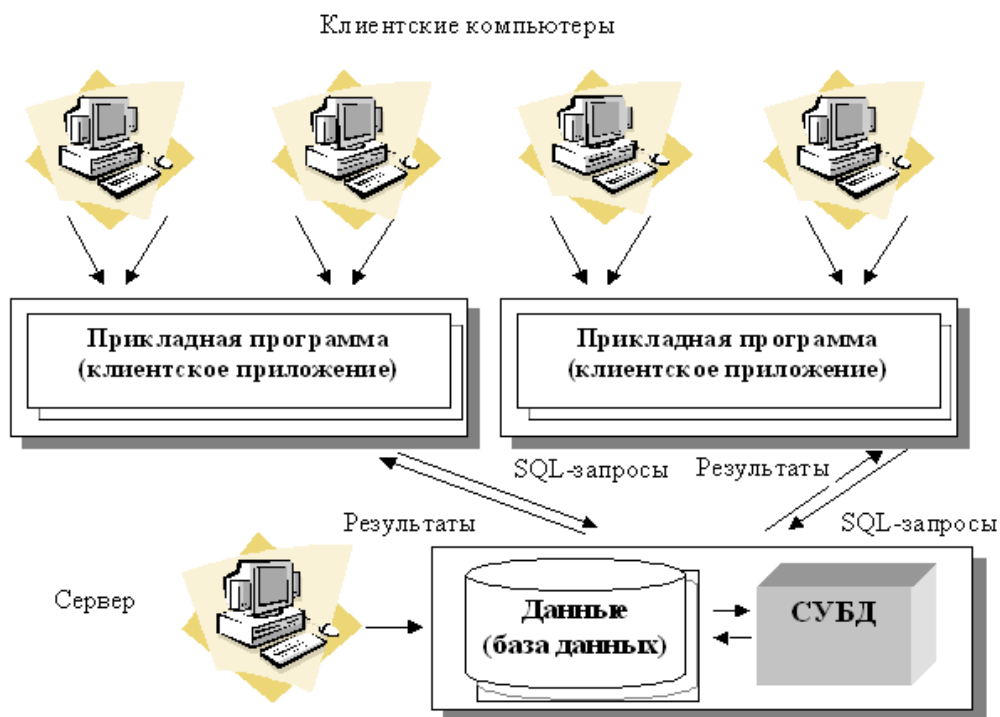 Клиентские компьютеры
Прикладная программа
(клиентское приложение)
Прикладная программа
(клиентское приложение)
SQL-запросы
Результаты
Результаты
SQL-запросы
Сервер
Данные
(база данных)
СУБД